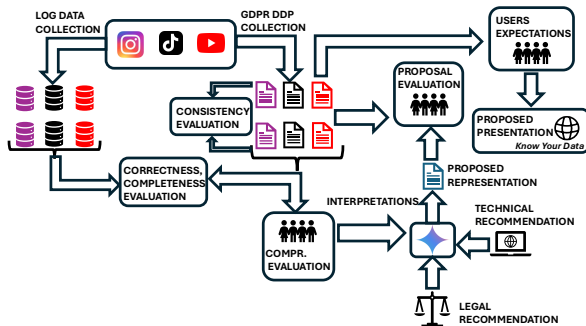 LOG DATA
COLLECTION
GDPR DDP
COLLECTION
USERS
EXPECTATIONS
CONSISTENCY
EVALUATION
PROPOSAL
EVALUATION
PROPOSED
PRESENTATION
Know Your Data
CORRECTNESS,
COMPLETENESS
EVALUATION
PROPOSED
REPRESENTATION
INTERPRETATIONS
TECHNICAL
RECOMMENDATION
COMPR.
EVALUATION
LEGAL
RECOMMENDATION